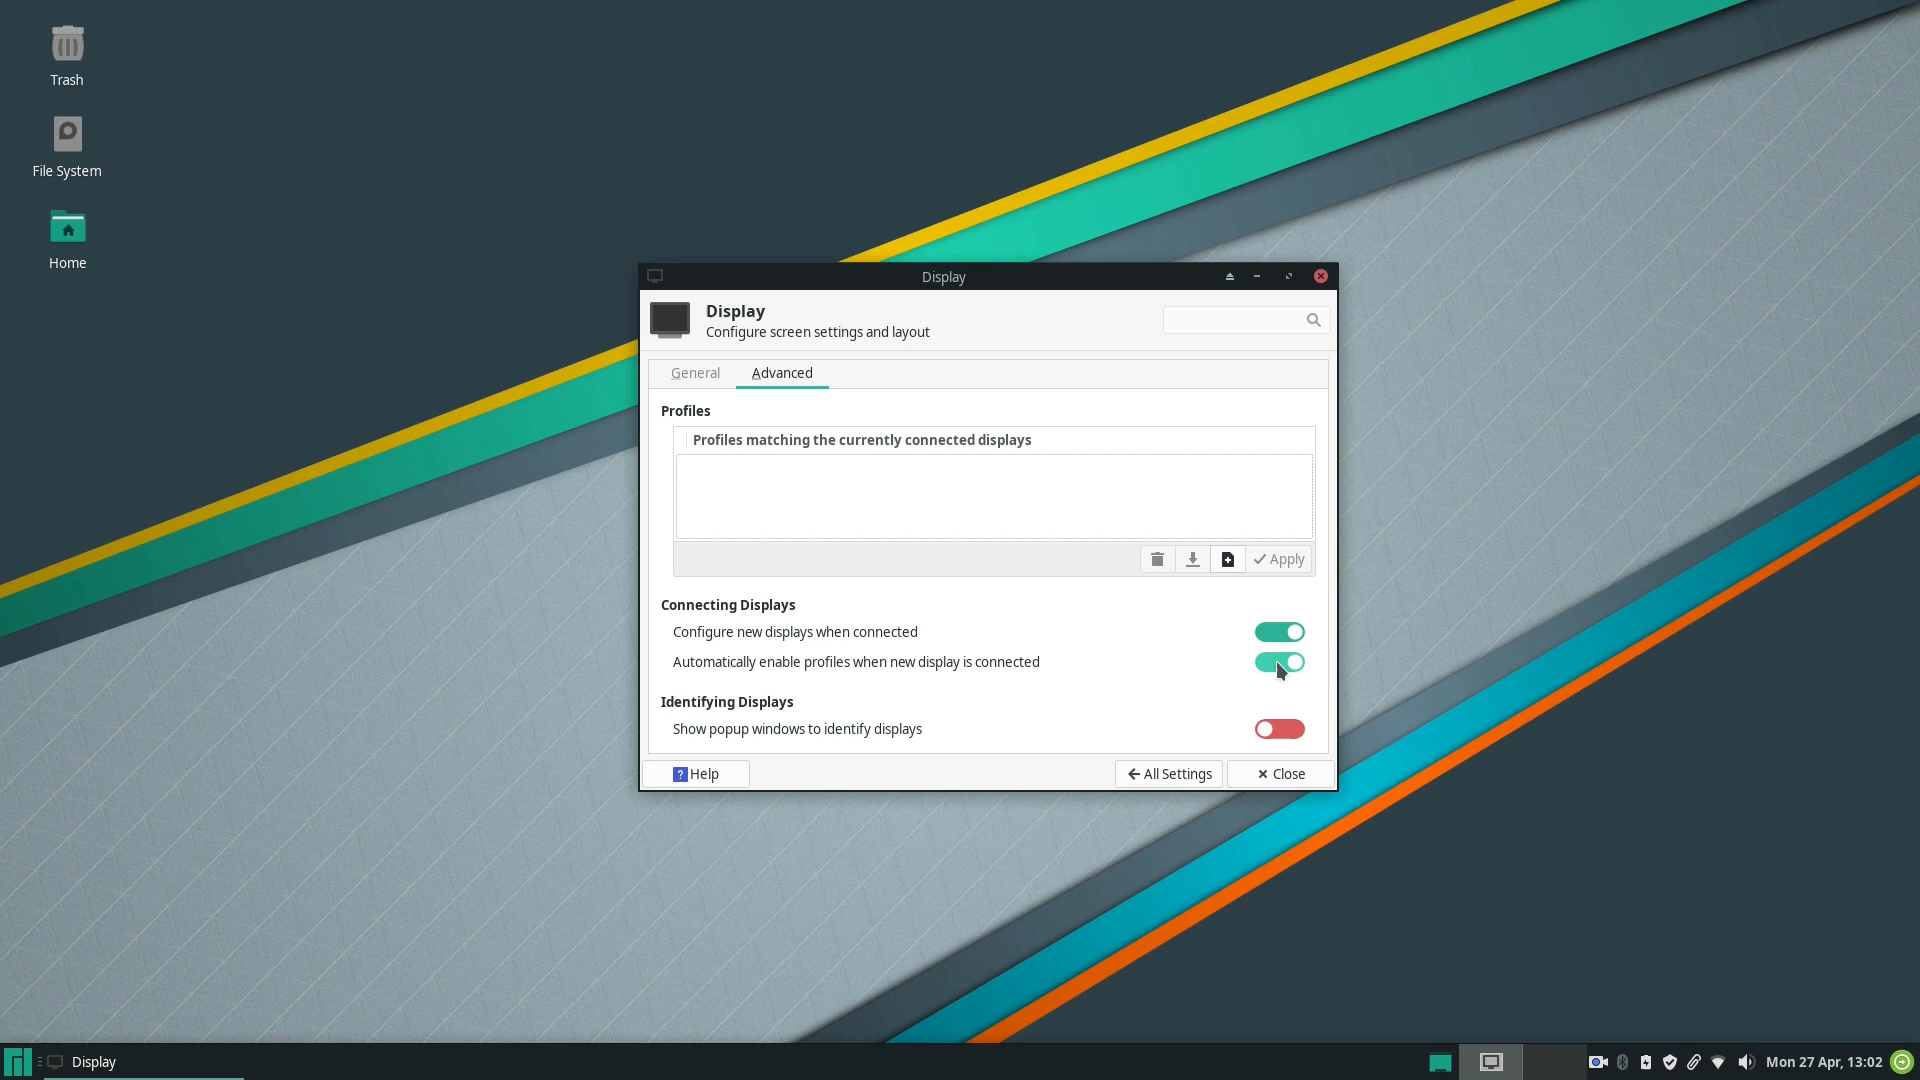 Trash
File System
Home
Display
Display
Configure screen settings and layout
General Advanced
Profiles
Profiles matching the currently connected displays
Apply
Connecting Displays
Configure new displays when connected
Automatically enable profiles when new display is connected
Identifying Displays
Show popup windows to identify displays
? Help All Settings Close
Display Mon 27 Apr, 13:02